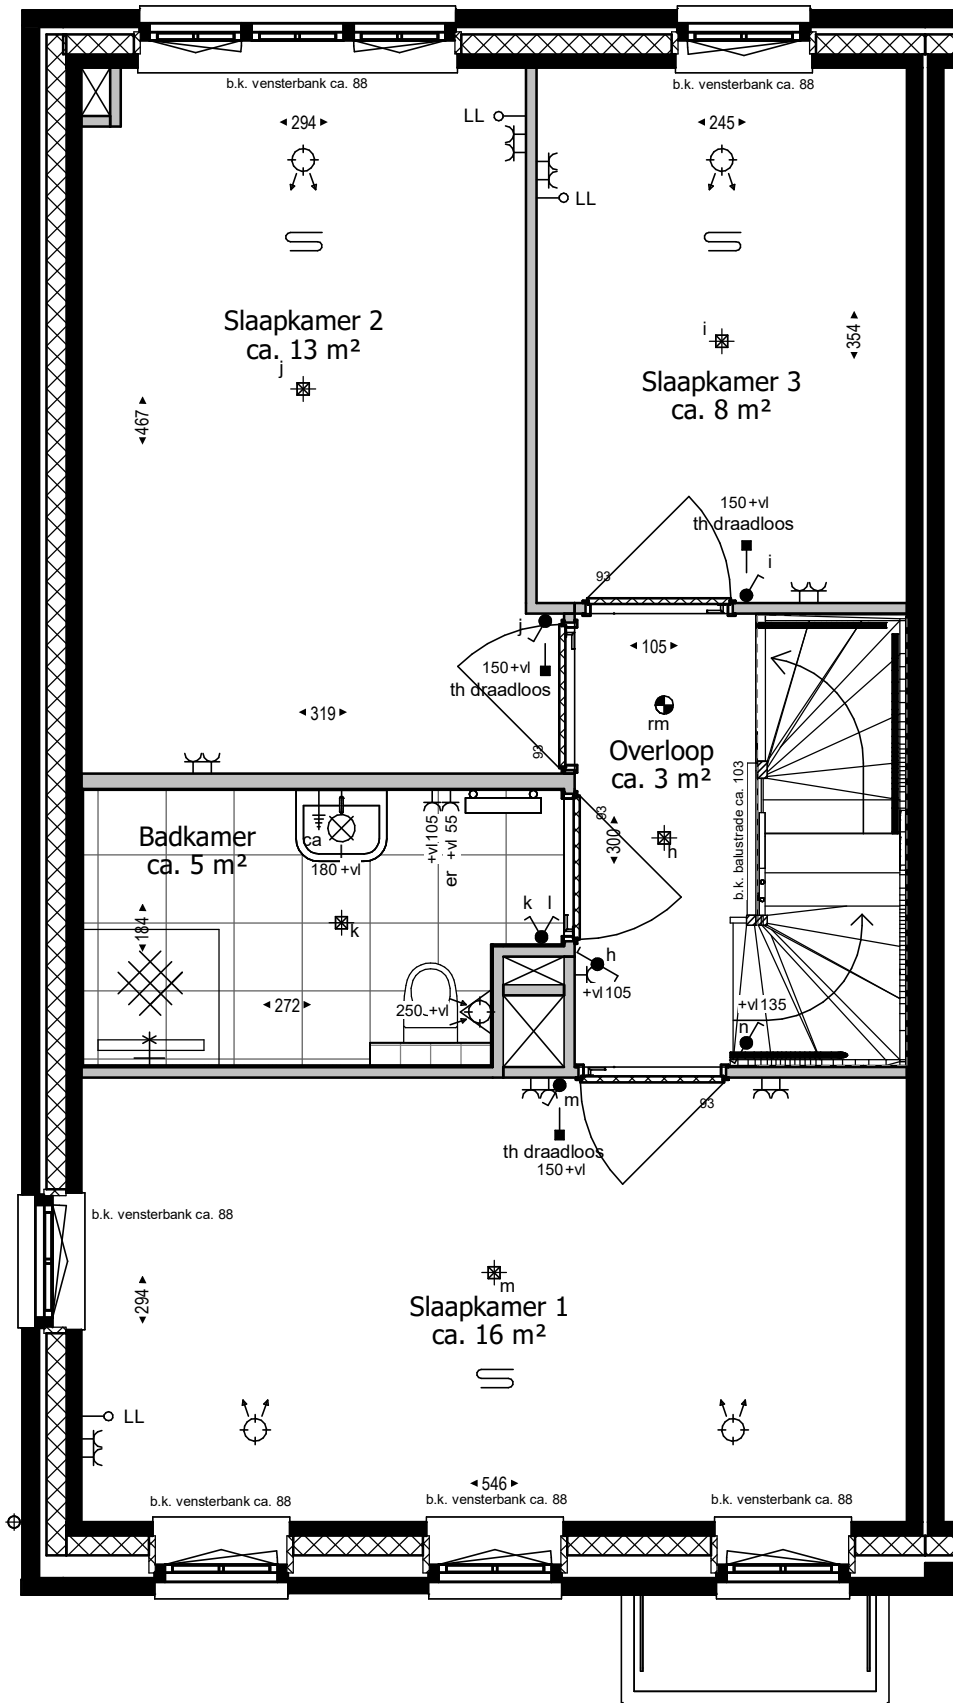 b.k. vensterbank ca. 88
b.k. vensterbank ca. 88
294
LL
245
LL
Slaapkamer 2
ca. 13 m²
j
467
i
354
Slaapkamer 3
ca. 8 m²
150+vl
th draadloos
i
93
j
150+vl
th draadloos
319
93
105
rm
Overloop
ca. 3 m²
b.k. balustrade ca. 103
Badkamer
ca. 5 m²
ca
180+vl
+vl 105
er +vl 55
93
300
h
k
k l
184
272
250 +vl
h
+vl 105
+vl 135
n
m
93
th draadloos
150+vl
b.k. vensterbank ca. 88
294
m
Slaapkamer 1
ca. 16 m²
LL
546
b.k. vensterbank ca. 88
b.k. vensterbank ca. 88
b.k. vensterbank ca. 88